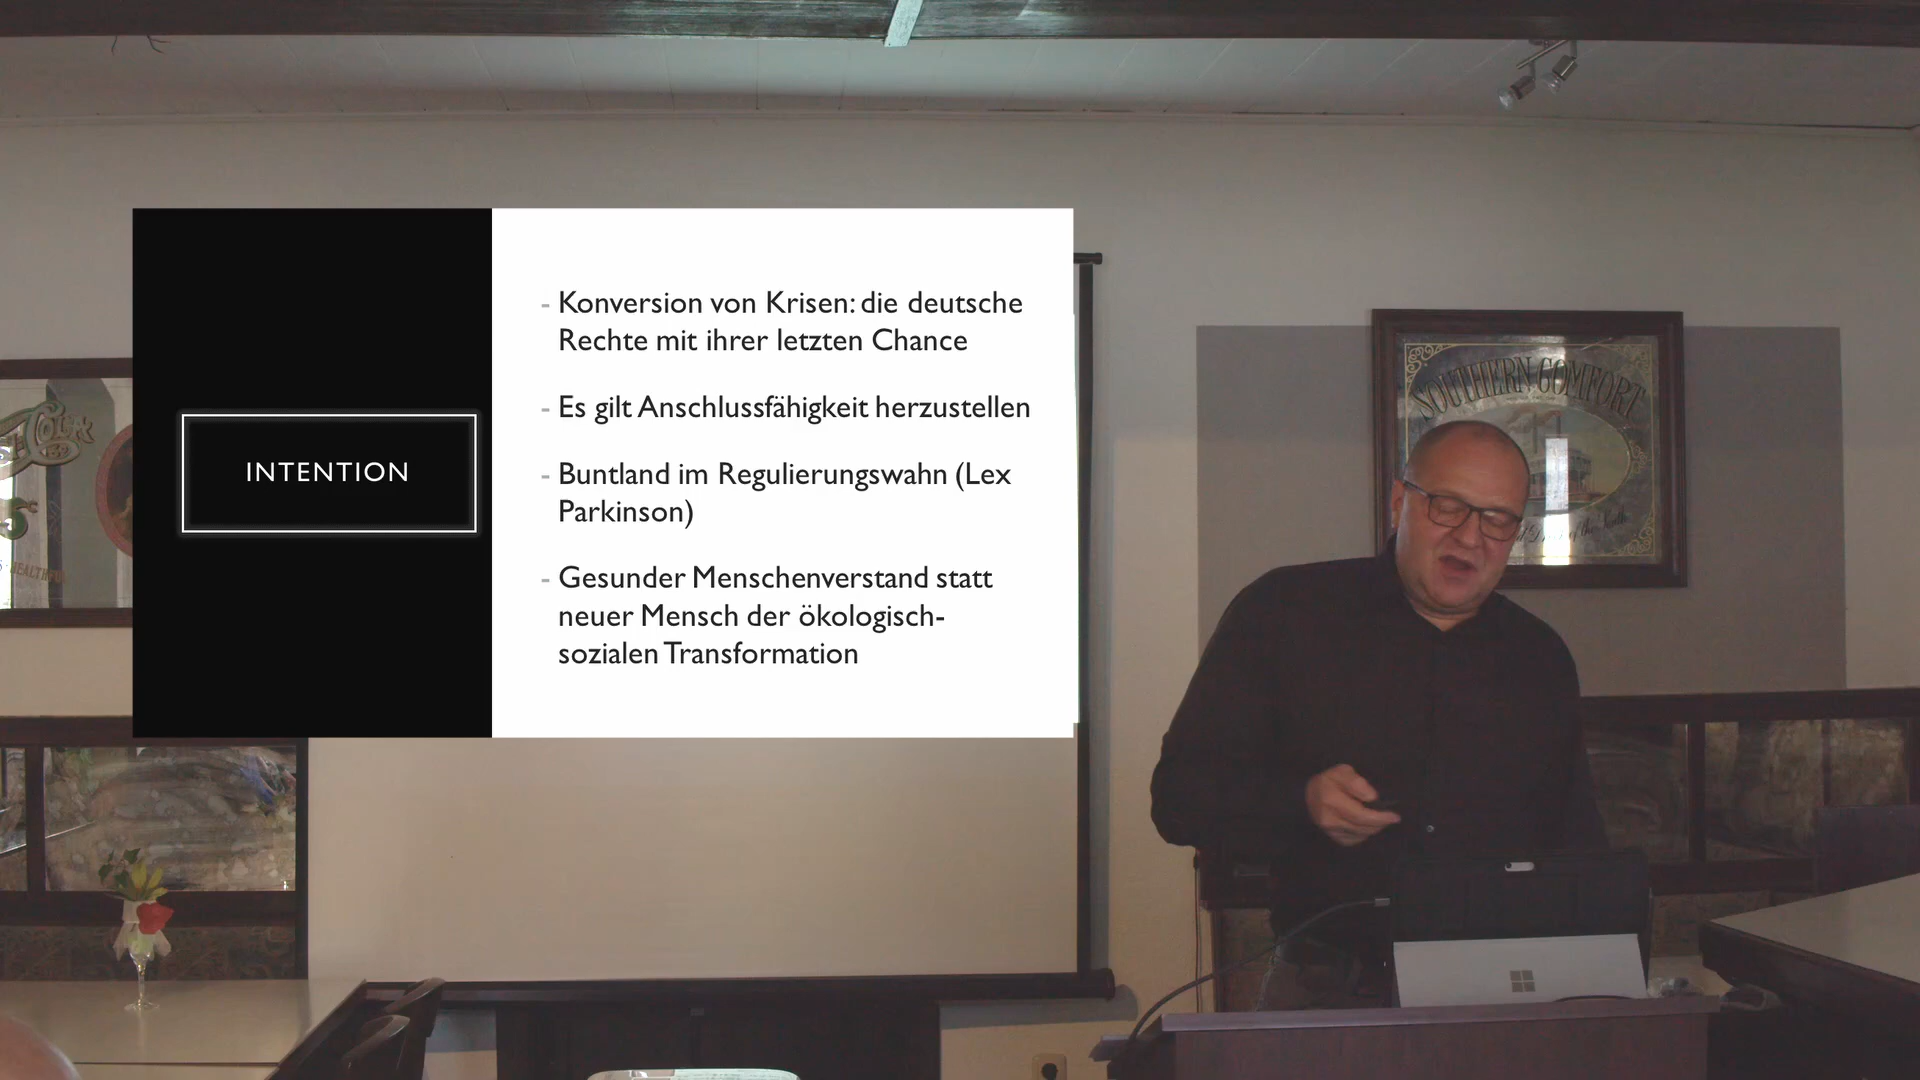 INTENTION
- Konversion von Krisen: die deutsche
Rechte mit ihrer letzten Chance
- Es gilt Anschlussfähigkeit herzustellen
- Buntland im Regulierungswahn (Lex
Parkinson)
- Gesunder Menschenverstand statt
neuer Mensch der ökologisch-
sozialen Transformation
SOUTHERN COMFORT